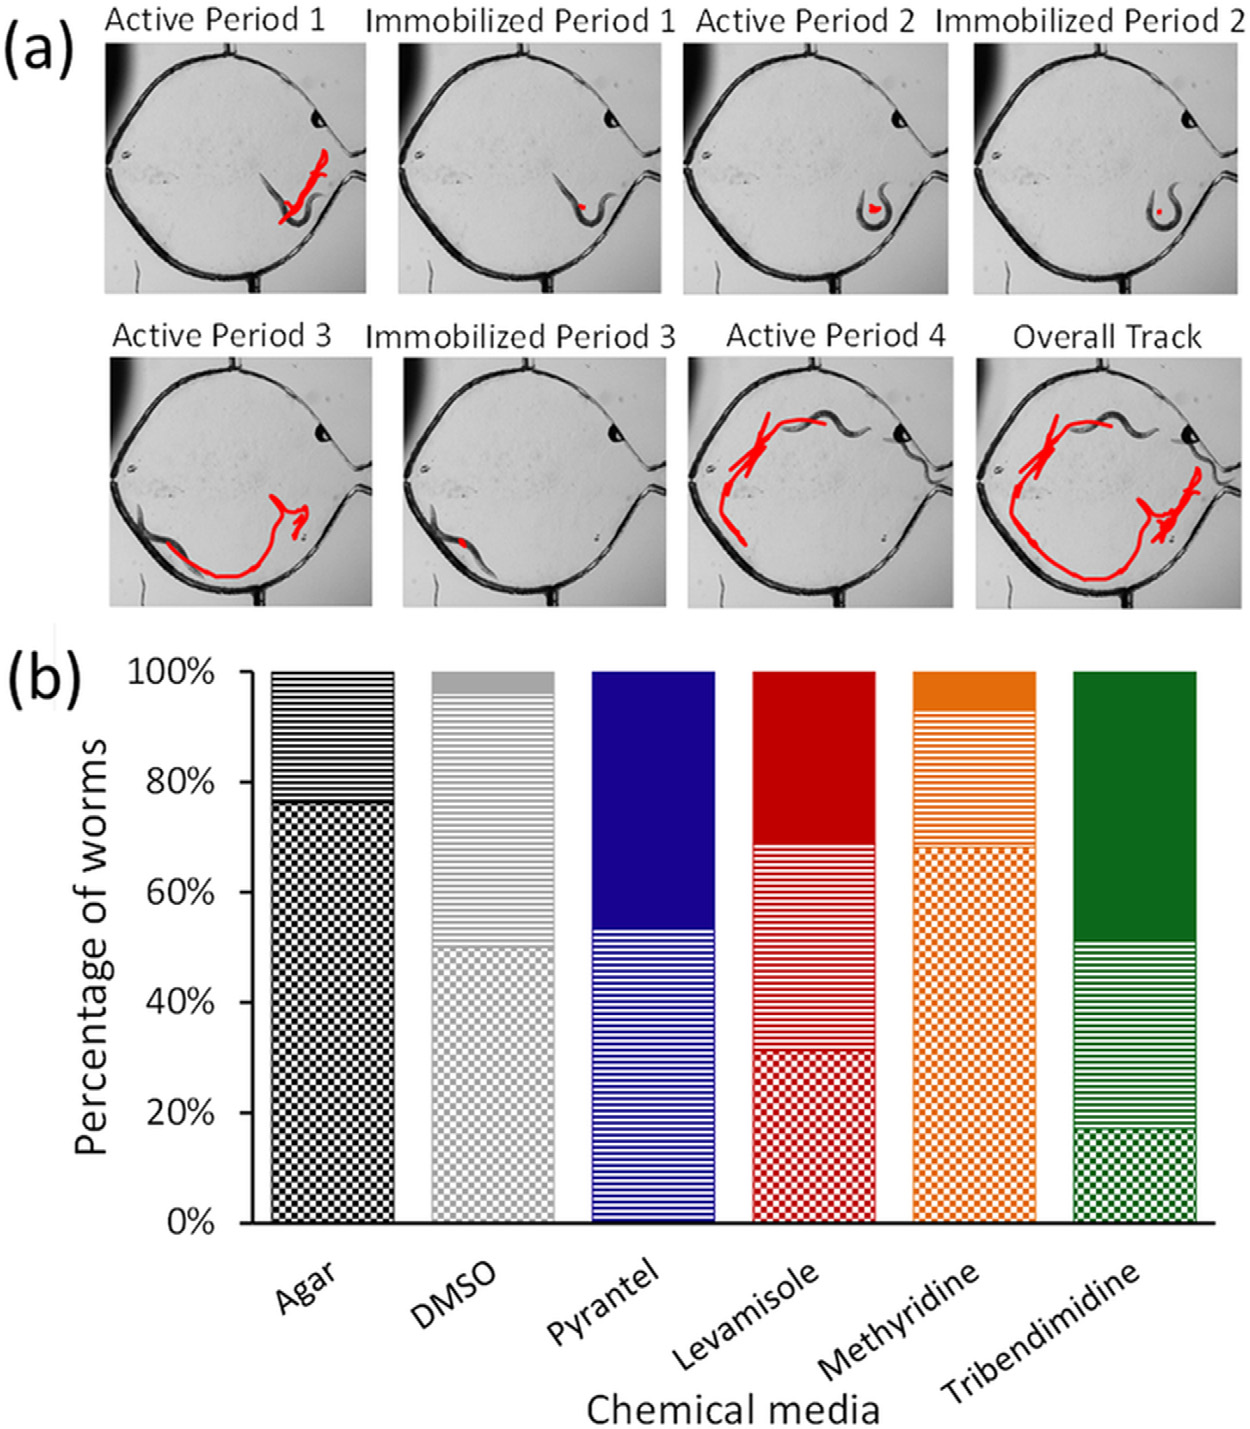 (a)
Active Period 1
Immobilized Period 1
Active Period 2
Immobilized Period 2
Active Period 3
Immobilized Period 3
Active Period 4
Overall Track
(b)
Percentage of worms
100%
80%
60%
40%
20%
0%
Agar
DMSO
Pyrantel
Levamisole
Methyridine
Tribendimidine
Chemical media